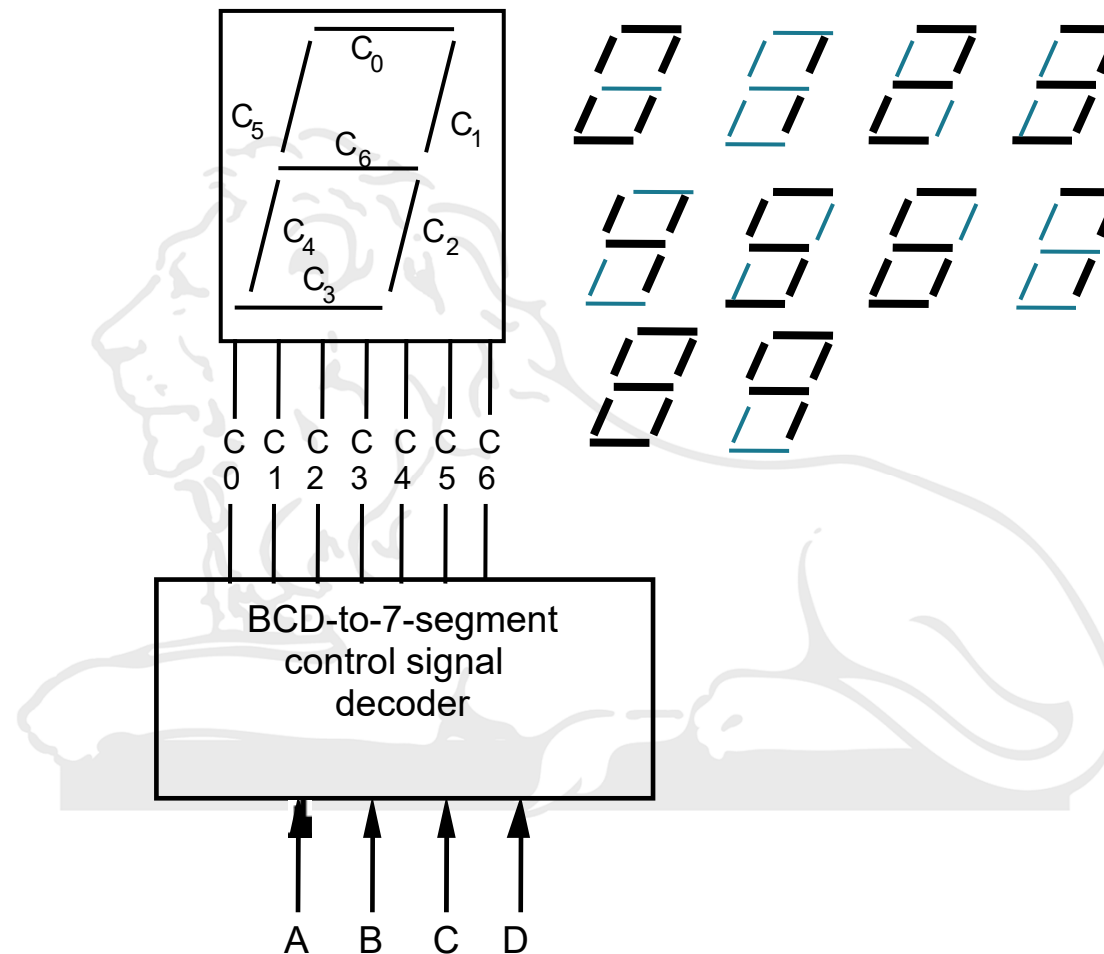 C0
C5
C1
C6
C4
C2
C3
C C C C C C C
0 1 2 3 4 5 6
BCD-to-7-segment
control signal
decoder
A B C D